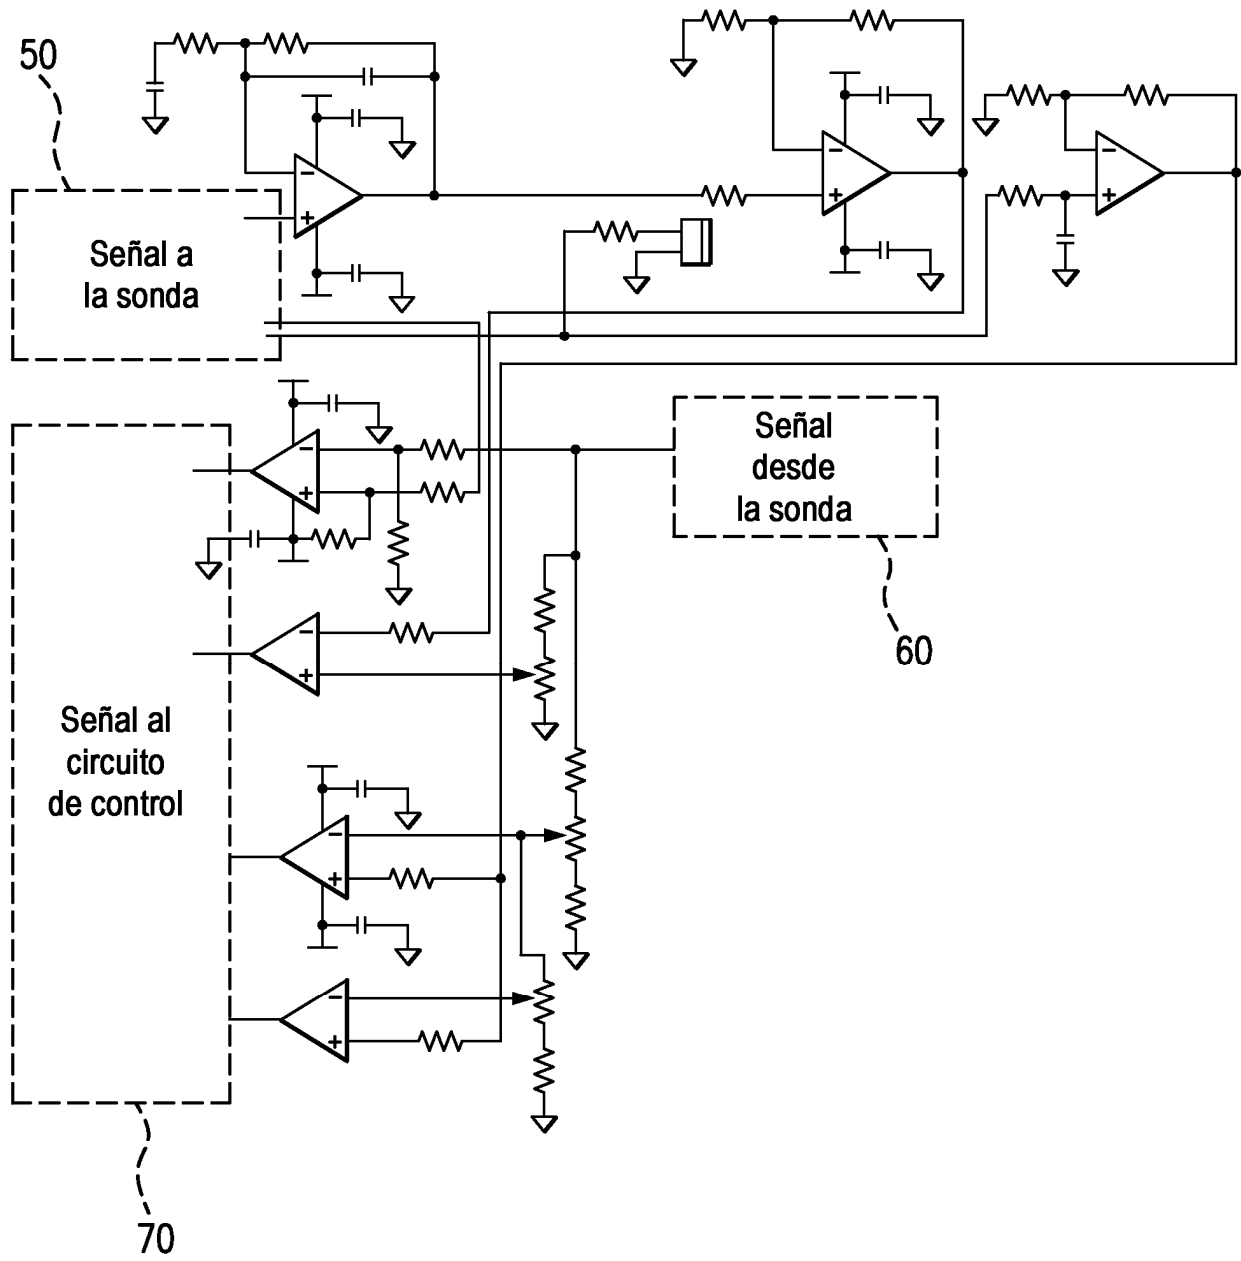 50
Señal a
la sonda
Señal
desde
la sonda
60
Señal al
circuito
de control
70